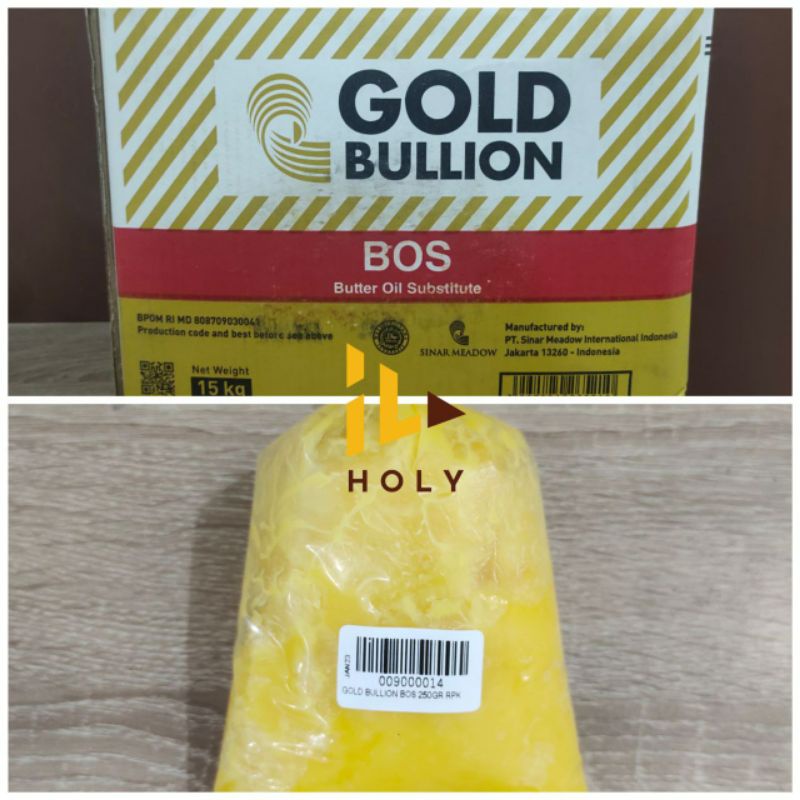 GOLD
BULLION
BOS
Butter Oil Substitute
BPOM RI MD 808709030041
Production code and best before see above
Net Weight
15 kg
SINAR MEADOW
Manufactured by:
PT. Sinar Meadow International Indonesia
Jakarta 13260 - Indonesia
HOLY
JAN'23
009000014
GOLD BULLION BOS 250GR RPK